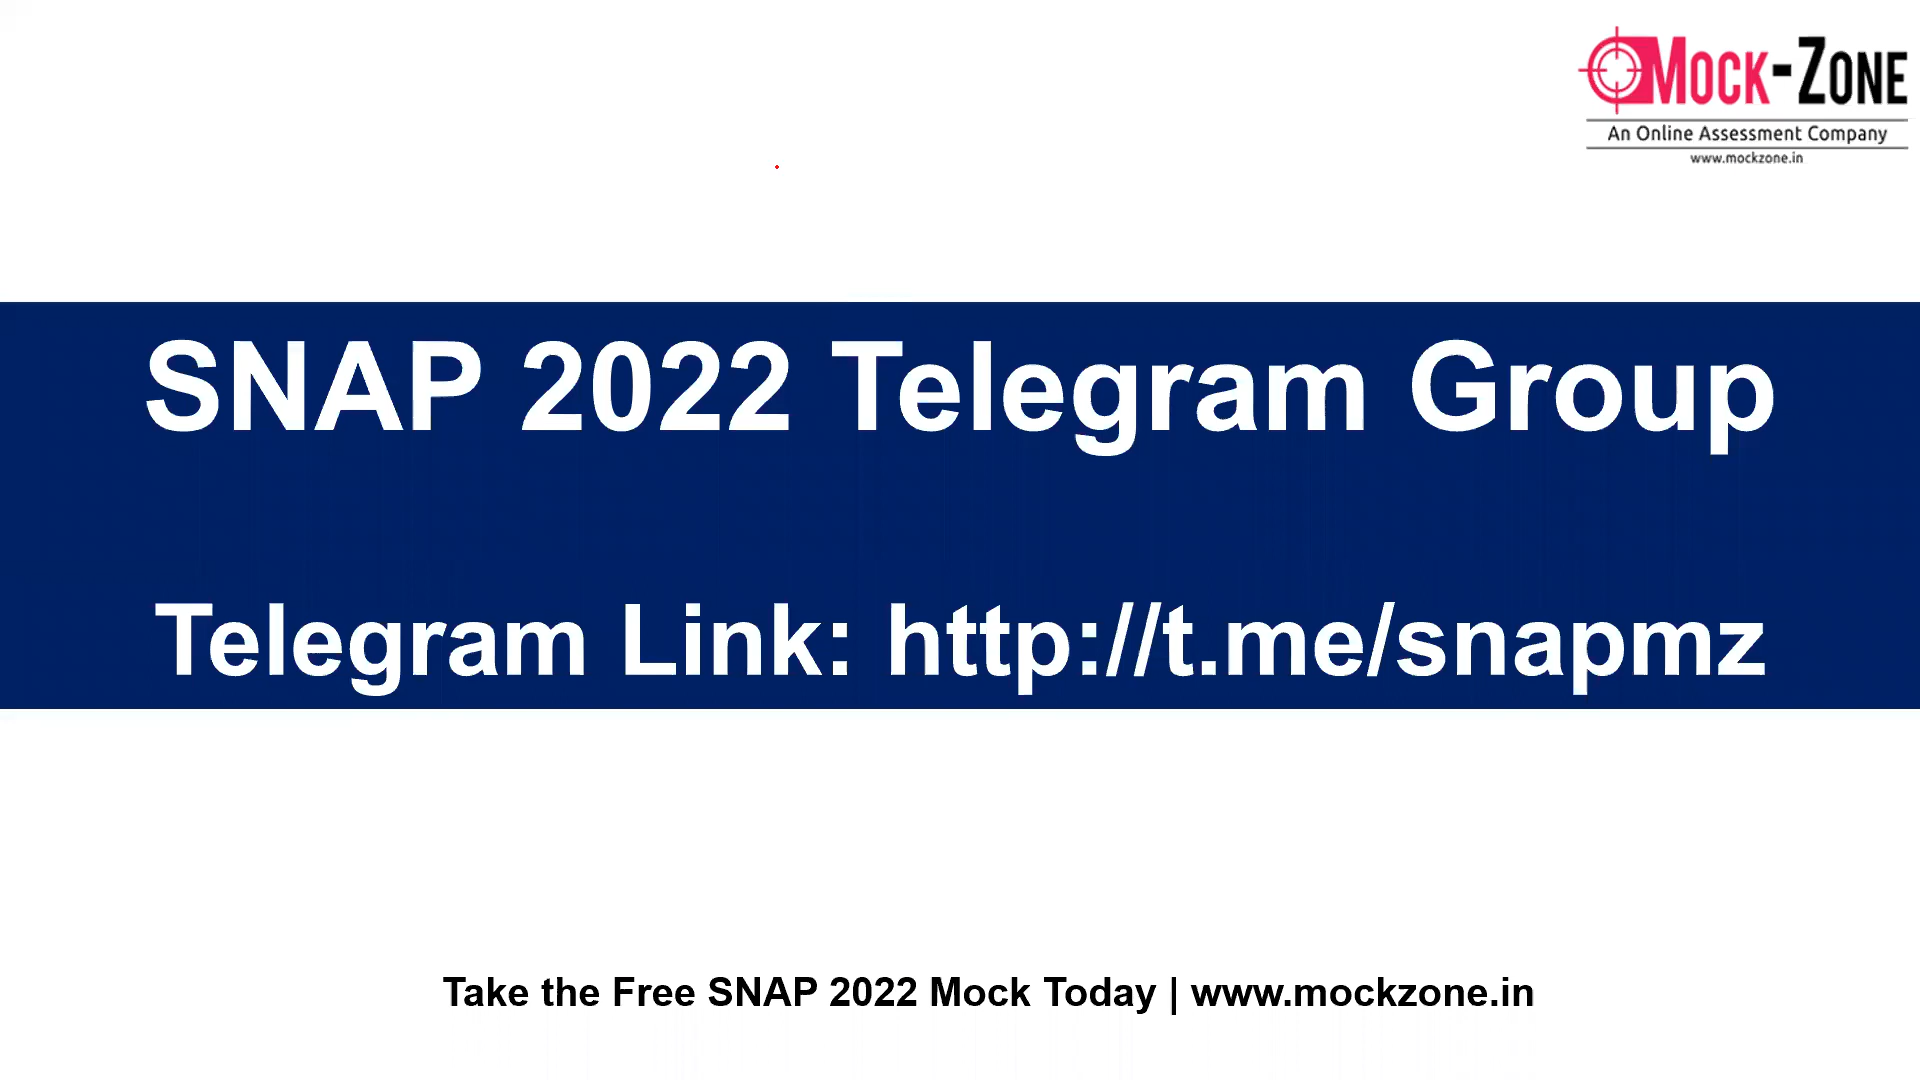 Mock-Zone
An Online Assessment Company
www.mockzone.in
SNAP 2022 Telegram Group
Telegram Link: http://t.me/snapmz
Take the Free SNAP 2022 Mock Today | www.mockzone.in